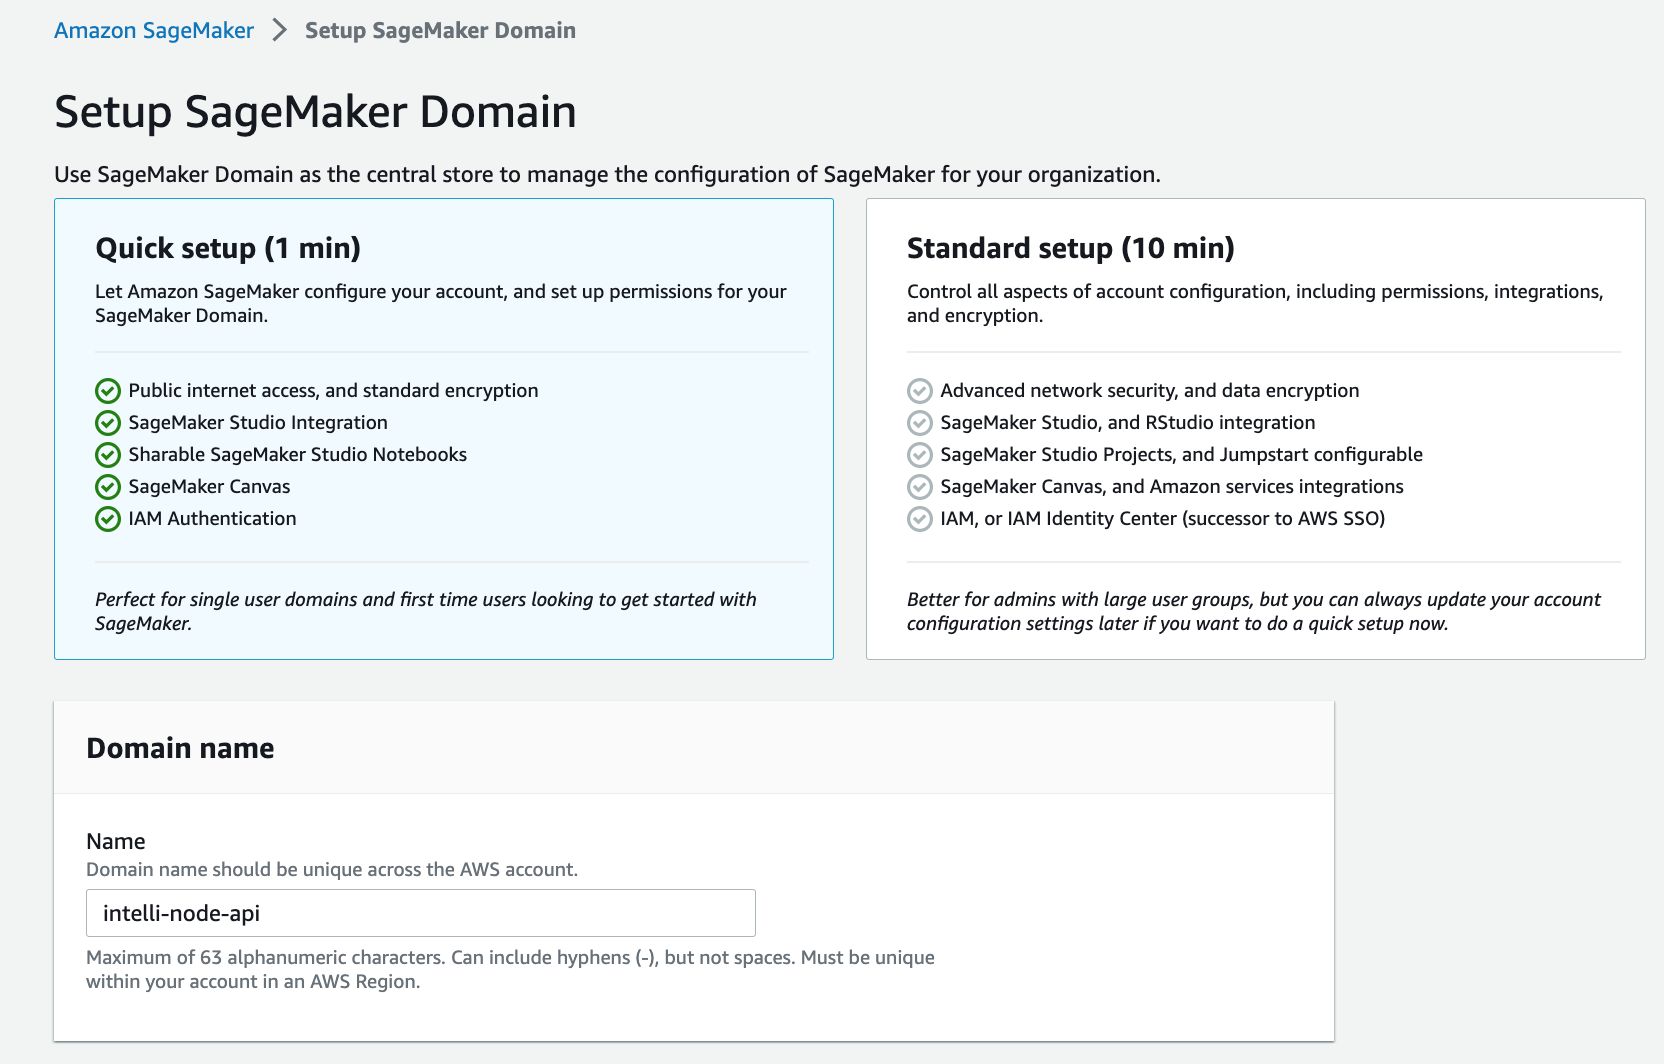 Amazon SageMaker > Setup SageMaker Domain
Setup SageMaker Domain
Use SageMaker Domain as the central store to manage the configuration of SageMaker for your organization.
Quick setup (1 min)
Let Amazon SageMaker configure your account, and set up permissions for your
SageMaker Domain.
Public internet access, and standard encryption
SageMaker Studio Integration
Sharable SageMaker Studio Notebooks
SageMaker Canvas
IAM Authentication
Perfect for single user domains and first time users looking to get started with
SageMaker.
Standard setup (10 min)
Control all aspects of account configuration, including permissions, integrations,
and encryption.
Advanced network security, and data encryption
SageMaker Studio, and RStudio integration
SageMaker Studio Projects, and Jumpstart configurable
SageMaker Canvas, and Amazon services integrations
IAM, or IAM Identity Center (successor to AWS SSO)
Better for admins with large user groups, but you can always update your account
configuration settings later if you want to do a quick setup now.
Domain name
Name
Domain name should be unique across the AWS account.
intelli-node-api
Maximum of 63 alphanumeric characters. Can include hyphens (-), but not spaces. Must be unique
within your account in an AWS Region.